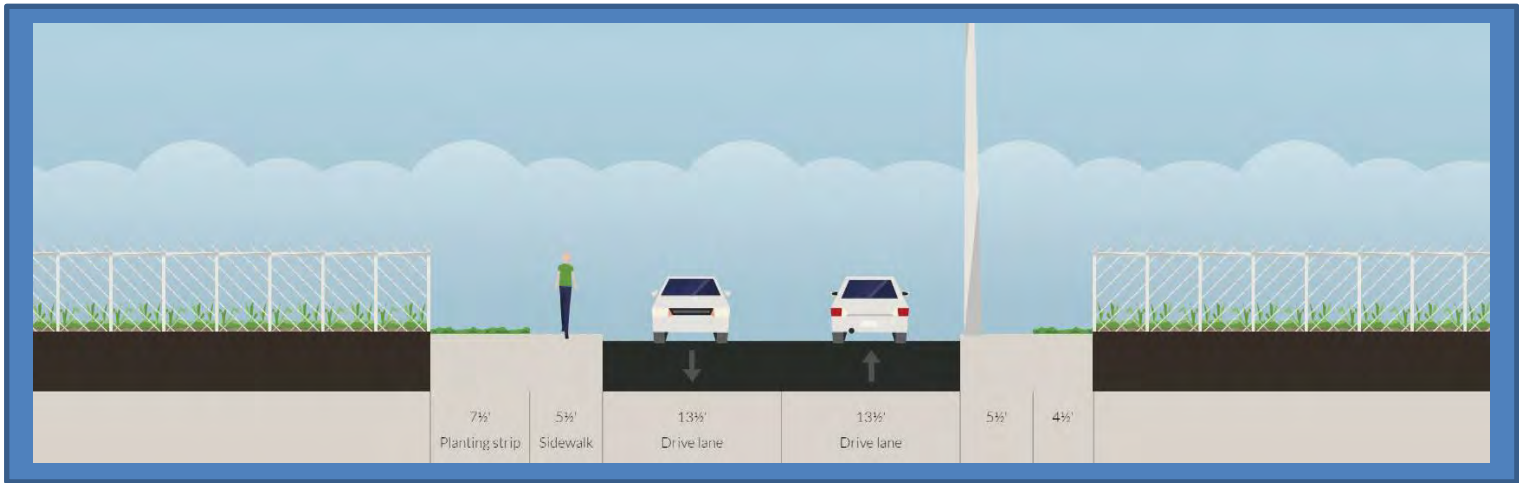 7½' 5½' 13½' 13½' 5½' 4½'
Planting strip Sidewalk Drive lane Drive lane